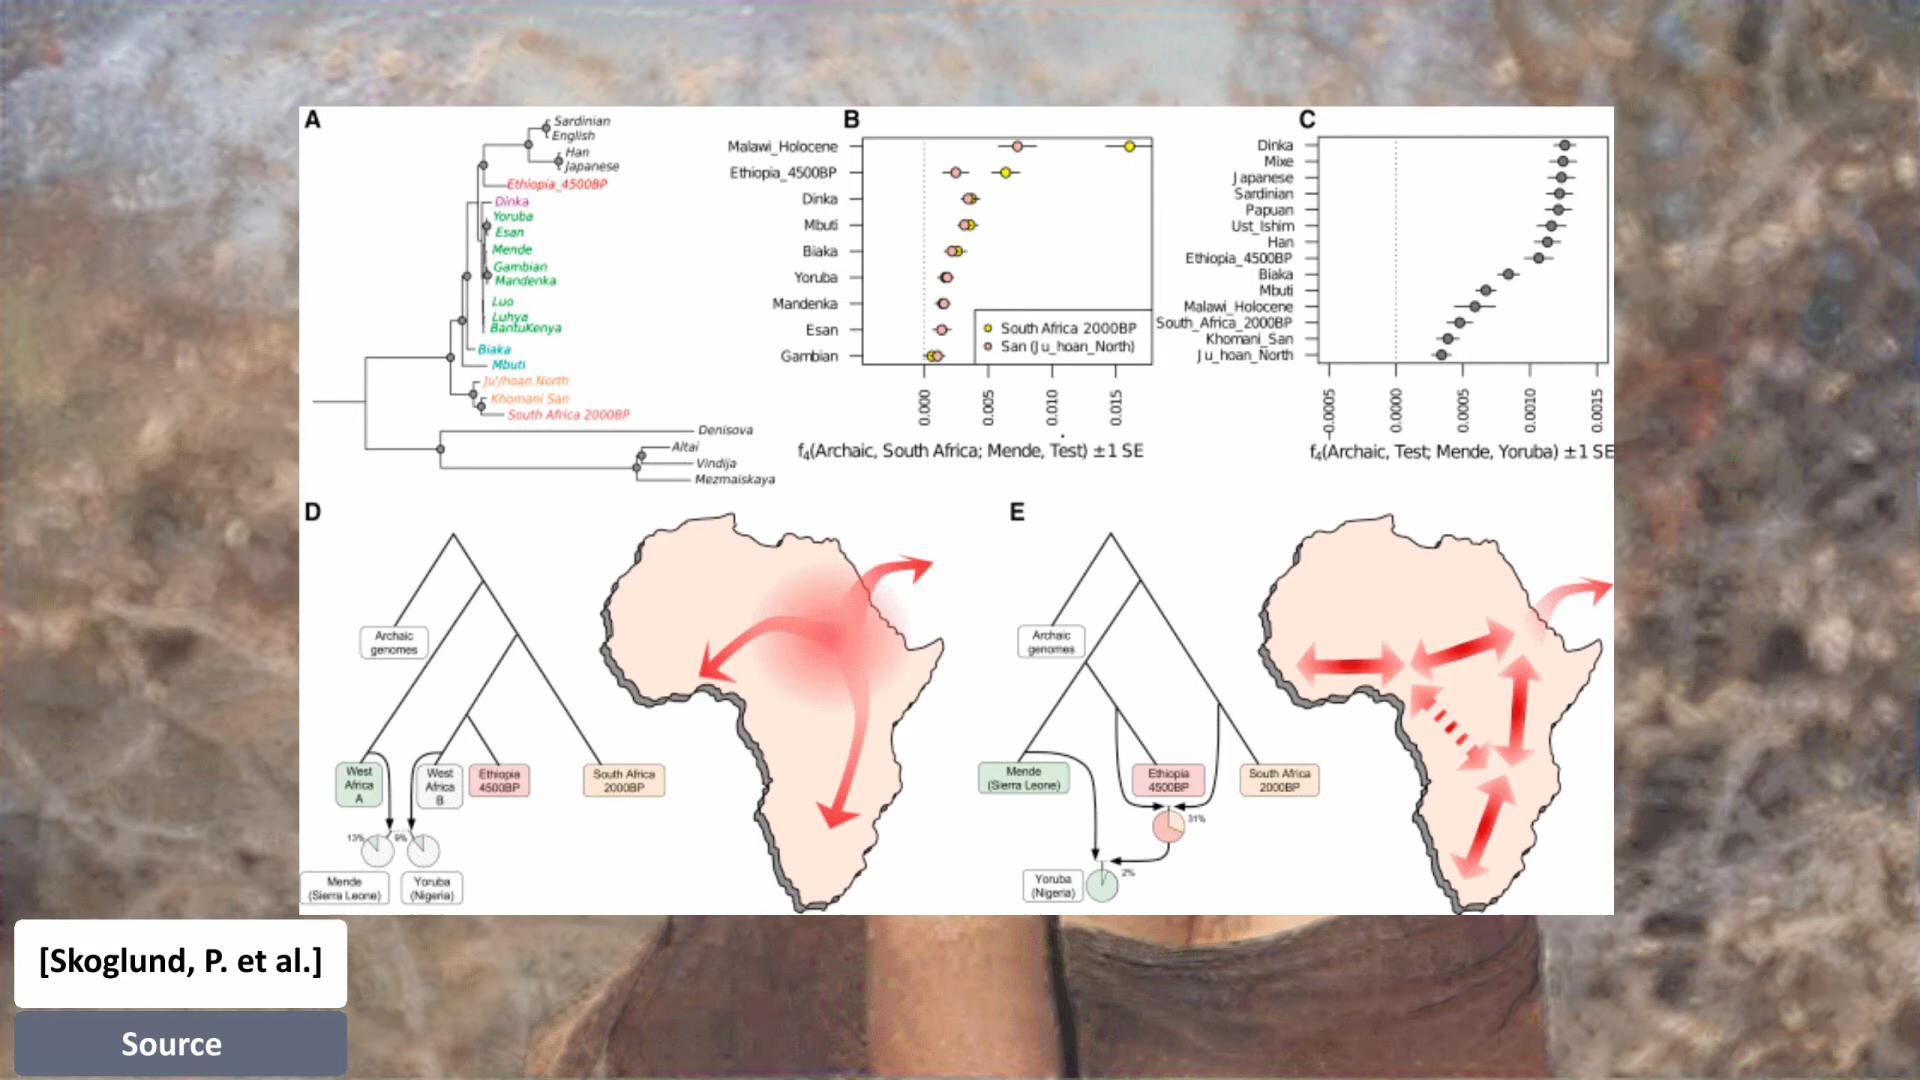 A
Sardinian
English
Han
Japanese
Ethiopia_4500BP
Dinka
Yoruba
Esan
Mende
Gambian
Mandenka
Luo
Luhya
BantuKenya
Biaka
Mbuti
Ju'/hoan North
Khomani San
South Africa 2000BP
Denisova
Altai
Vindija
Mezmaiskaya
B
Malawi_Holocene
Ethiopia_4500BP
Dinka
Mbuti
Biaka
Yoruba
Mandenka
Esan
Gambian
South Africa 2000BP
San (Ju_hoan_North)
0.000
0.005
0.010
0.015
f4(Archaic, South Africa; Mende, Test) ±1 SE
C
Dinka
Mixe
Japanese
Sardinian
Papuan
Ust_Ishim
Han
Ethiopia_4500BP
Biaka
Mbuti
Malawi_Holocene
South_Africa_2000BP
Khomani_San
Ju_hoan_North
-0.0005
0.0000
0.0005
0.0010
0.0015
f4(Archaic, Test; Mende, Yoruba) ±1 SE
D
Archaic
genomes
West
Africa
A
West
Africa
B
Ethiopia
4500BP
South Africa
2000BP
13%
9%
Mende
(Sierra Leone)
Yoruba
(Nigeria)
E
Archaic
genomes
Mende
(Sierra Leone)
Ethiopia
4500BP
South Africa
2000BP
31%
2%
Yoruba
(Nigeria)
[Skoglund, P. et al.]
Source